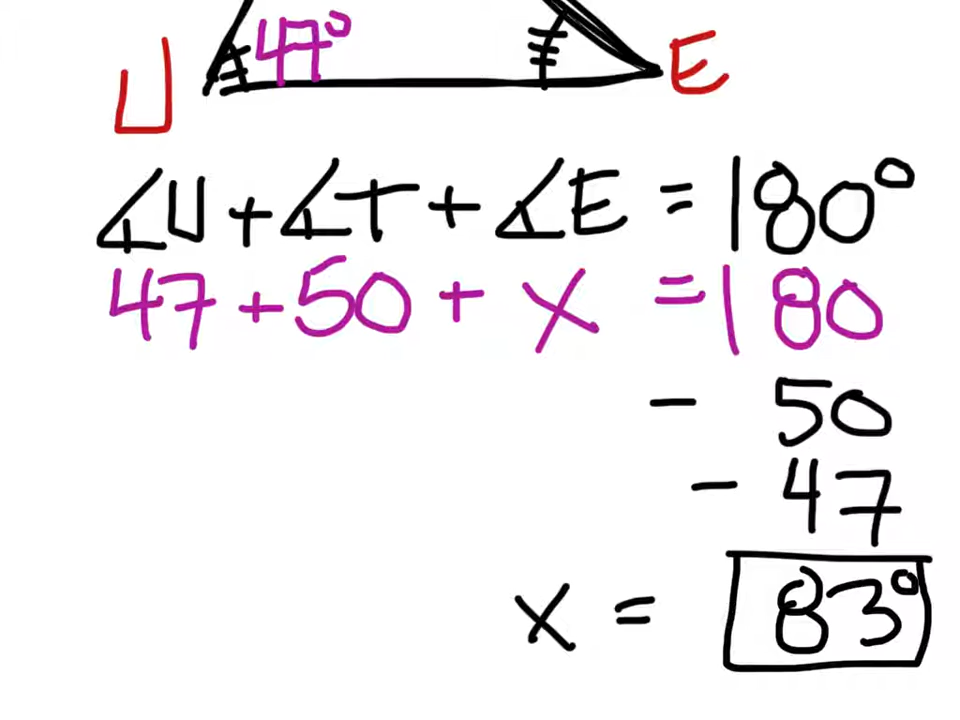 U 47° E
∡U + ∡T + ∡E = 180°
47 + 50 + x = 180
- 50
- 47
x = 83°